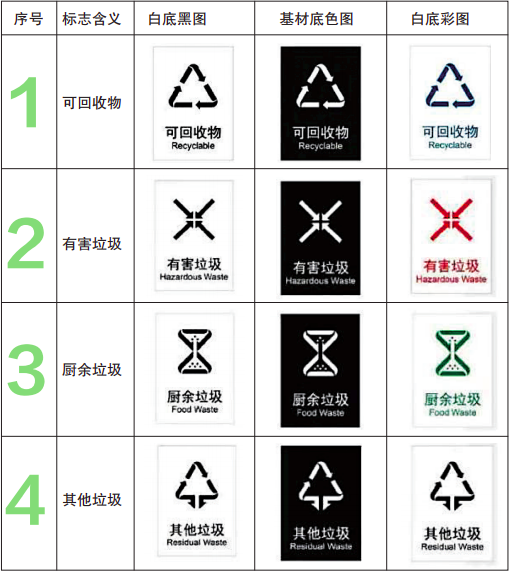 序号 标志含义 白底黑图 基材底色图 白底彩图
1 可回收物
可回收物 可回收物 可回收物
Recyclable Recyclable Recyclable
2 有害垃圾
有害垃圾 有害垃圾 有害垃圾
Hazardous Waste Hazardous Waste Hazardous Waste
3 厨余垃圾
厨余垃圾 厨余垃圾 厨余垃圾
Food Waste Food Waste Food Waste
4 其他垃圾
其他垃圾 其他垃圾 其他垃圾
Residual Waste Residual Waste Residual Waste